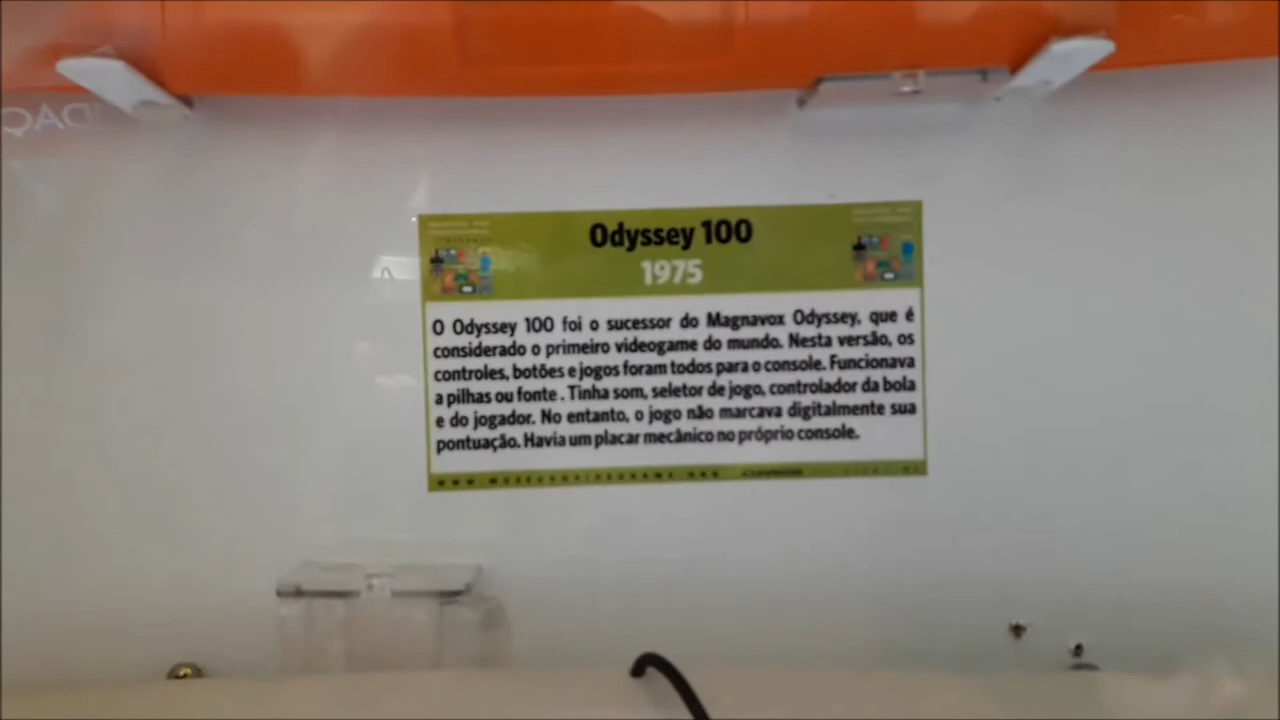 Odyssey 100
1975
O Odyssey 100 foi o sucessor do Magnavox Odyssey, que é
considerado o primeiro videogame do mundo. Nesta versão, os
controles, botões e jogos foram todos para o console. Funcionava
a pilhas ou fonte . Tinha som, seletor de jogo, controlador da bola
e do jogador. No entanto, o jogo não marcava digitalmente sua
pontuação. Havia um placar mecânico no próprio console.